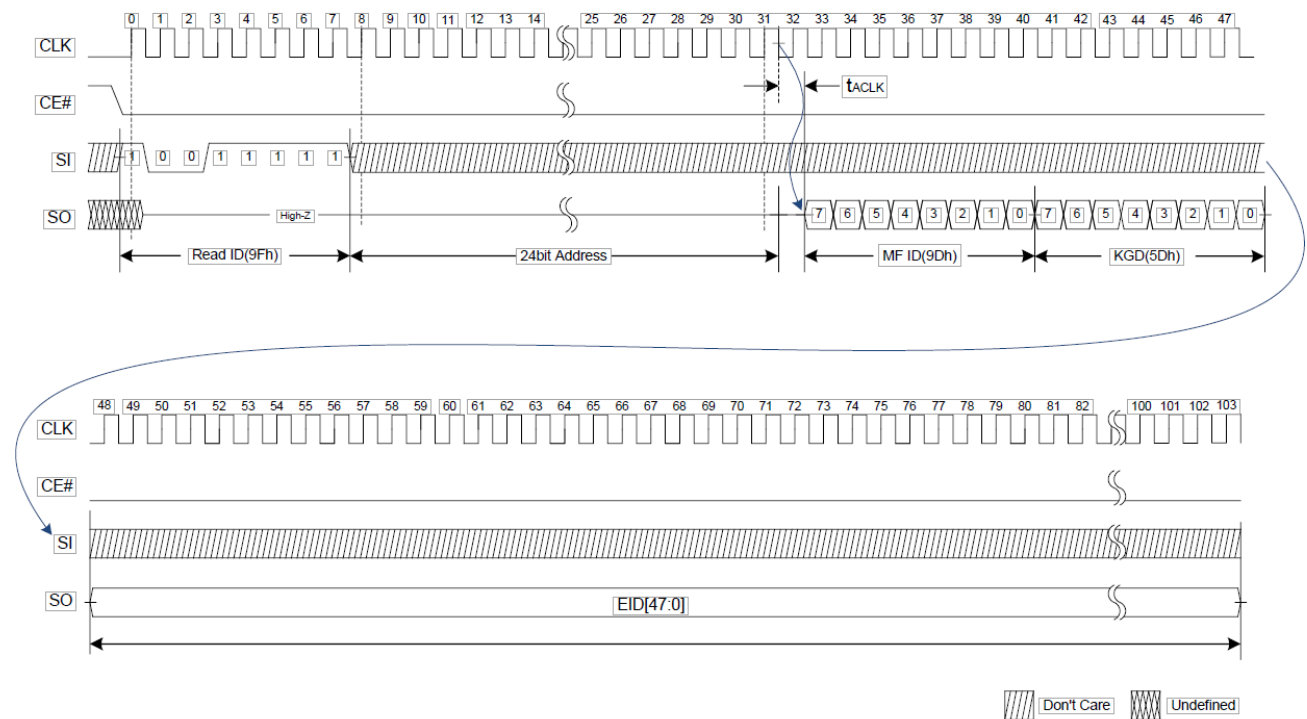 0 1 2 3 4 5 6 7 8 9 10 11 12 13 14 25 26 27 28 29 30 31 32 33 34 35 36 37 38 39 40 41 42 43 44 45 46 47
CLK
CE#
tACLK
SI 1 0 0 1 1 1 1 1
SO High-Z 7 6 5 4 3 2 1 0 7 6 5 4 3 2 1 0
Read ID(9Fh) 24bit Address MF ID(9Dh) KGD(5Dh)
48 49 50 51 52 53 54 55 56 57 58 59 60 61 62 63 64 65 66 67 68 69 70 71 72 73 74 75 76 77 78 79 80 81 82 100 101 102 103
CLK
CE#
SI
SO EID[47:0]
Don't Care Undefined